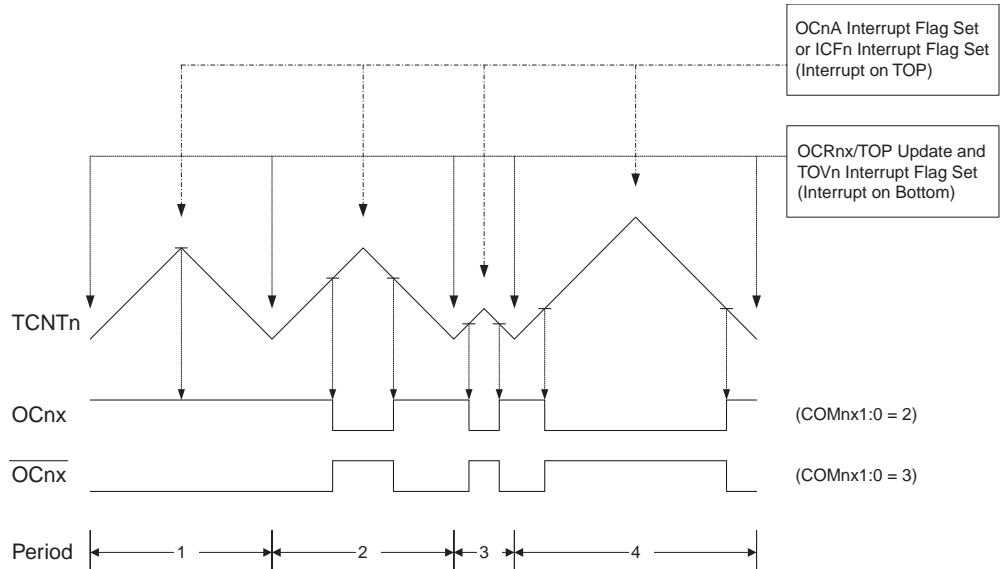 OCnA Interrupt Flag Set
or ICFn Interrupt Flag Set
(Interrupt on TOP)
OCRnx/TOP Update and
TOVn Interrupt Flag Set
(Interrupt on Bottom)
TCNTn
OCnx
(COMnx1:0 = 2)
OCnx
(COMnx1:0 = 3)
Period
1
2
3
4